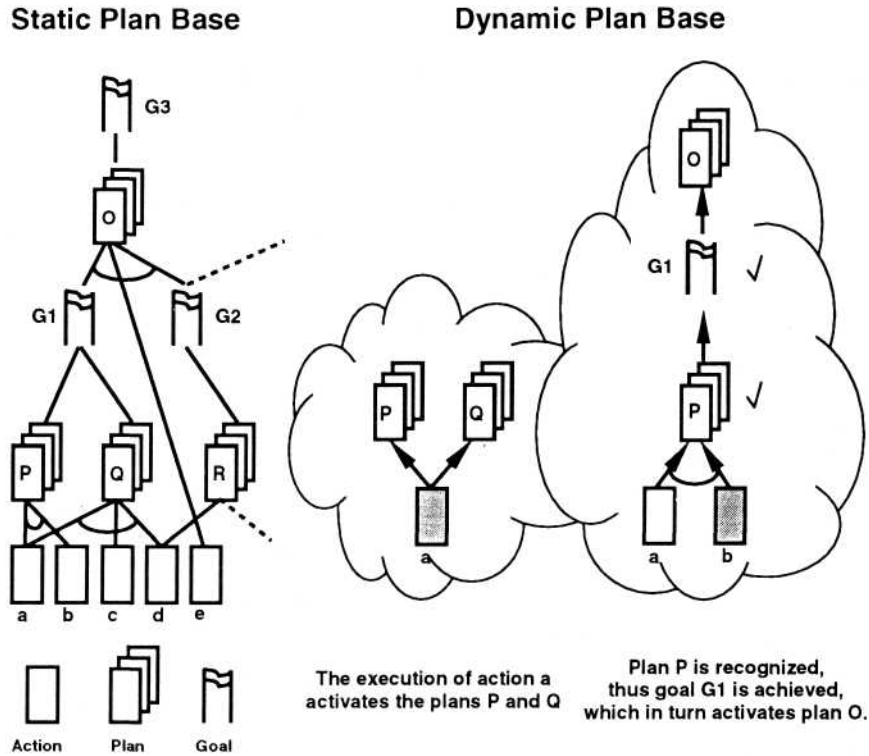 Static Plan Base
Dynamic Plan Base
G3
O
G1
G2
P
Q
R
a
b
c
d
e
Action
Plan
Goal
P
Q
a
The execution of action a
activates the plans P and Q
O
G1
P
a
b
Plan P is recognized,
thus goal G1 is achieved,
which in turn activates plan O.